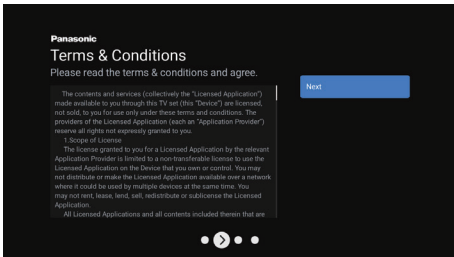 Panasonic
Terms & Conditions
Please read the terms & conditions and agree.
The contents and services (collectively the "Licensed Application")
made available to you through this TV set (this "Device") are licensed,
not sold, to you for use only under these terms and conditions. The
providers of the Licensed Application (each an "Application Provider")
reserve all rights not expressly granted to you.
1.Scope of License
The license granted to you for a Licensed Application by the relevant
Application Provider is limited to a non-transferable license to use the
Licensed Application on the Device that you own or control. You may
not distribute or make the Licensed Application available over a network
where it could be used by multiple devices at the same time. You
may not rent, lease, lend, sell, redistribute or sublicense the Licensed
Application.
All Licensed Applications and all contents included therein that are
Next